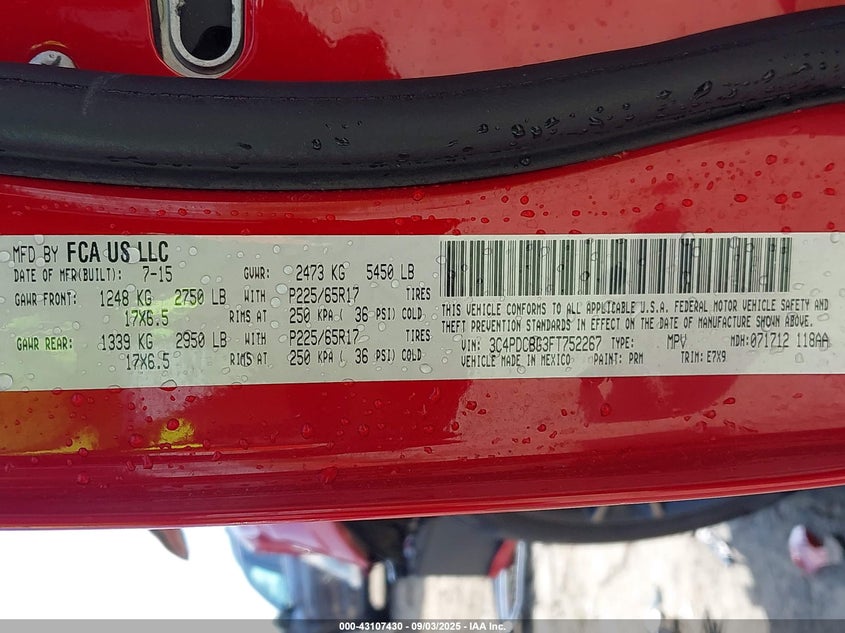 MFD BY FCA US LLC
DATE OF MFR(BUILT): 7-15 GVWR: 2473 KG 5450 LB
GAWR FRONT: 1248 KG 2750 LB WITH P225/65R17 TIRES
17X6.5 RIMS AT 250 KPA ( 36 PSI) COLD
GAWR REAR: 1339 KG 2950 LB WITH P225/65R17 TIRES
17X6.5 RIMS AT 250 KPA ( 36 PSI) COLD
THIS VEHICLE CONFORMS TO ALL APPLICABLE U.S.A. FEDERAL MOTOR VEHICLE SAFETY AND
THEFT PREVENTION STANDARDS IN EFFECT ON THE DATE OF MANUFACTURE SHOWN ABOVE.
VIN: 3C4PDCBG3FT752267 TYPE: MPV MDH: 071712 118AA
VEHICLE MADE IN MEXICO PAINT: PRM TRIM: E7X9
000-43107430 - 09/03/2025 - IAA Inc.